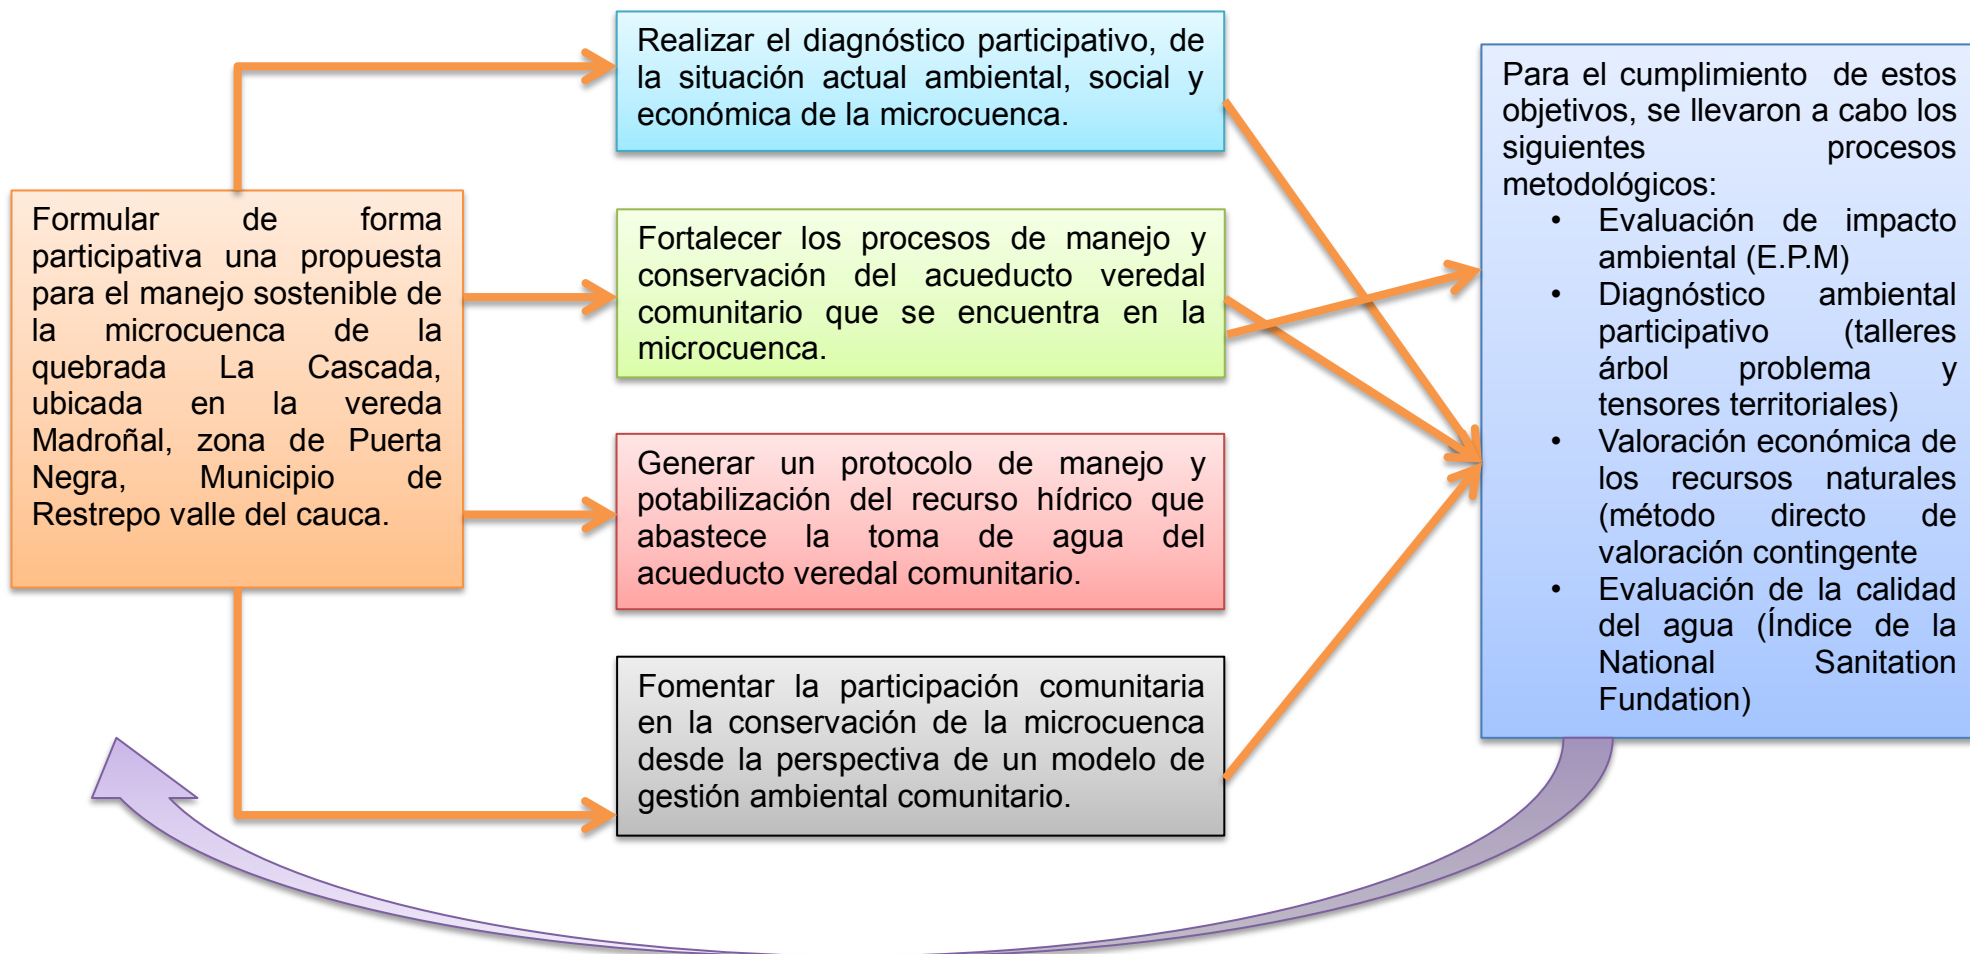 Formular de forma
participativa una propuesta
para el manejo sostenible de
la microcuenca de la
quebrada La Cascada,
ubicada en la vereda
Madroñal, zona de Puerta
Negra, Municipio de
Restrepo valle del cauca.
Realizar el diagnóstico participativo, de
la situación actual ambiental, social y
económica de la microcuenca.
Fortalecer los procesos de manejo y
conservación del acueducto veredal
comunitario que se encuentra en la
microcuenca.
Generar un protocolo de manejo y
potabilización del recurso hídrico que
abastece la toma de agua del
acueducto veredal comunitario.
Fomentar la participación comunitaria
en la conservación de la microcuenca
desde la perspectiva de un modelo de
gestión ambiental comunitario.
Para el cumplimiento de estos
objetivos, se llevaron a cabo los
siguientes procesos
metodológicos:
• Evaluación de impacto
ambiental (E.P.M)
• Diagnóstico ambiental
participativo (talleres
árbol problema y
tensores territoriales)
• Valoración económica de
los recursos naturales
(método directo de
valoración contingente
• Evaluación de la calidad
del agua (Índice de la
National Sanitation
Fundation)